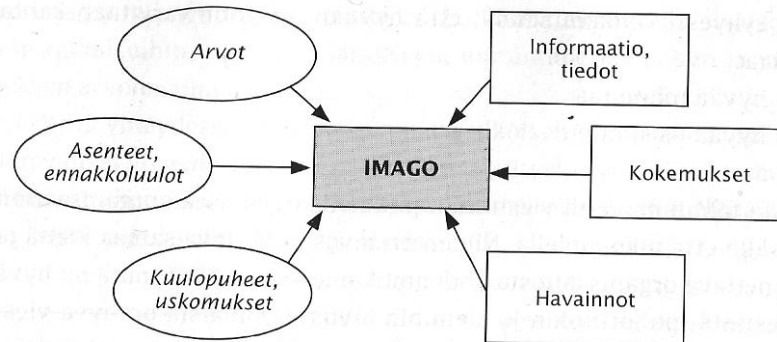 Arvot
Informaatio,
tiedot
Asenteet,
ennakkoluulot
IMAGO
Kokemukset
Kuulopuheet,
uskomukset
Havainnot